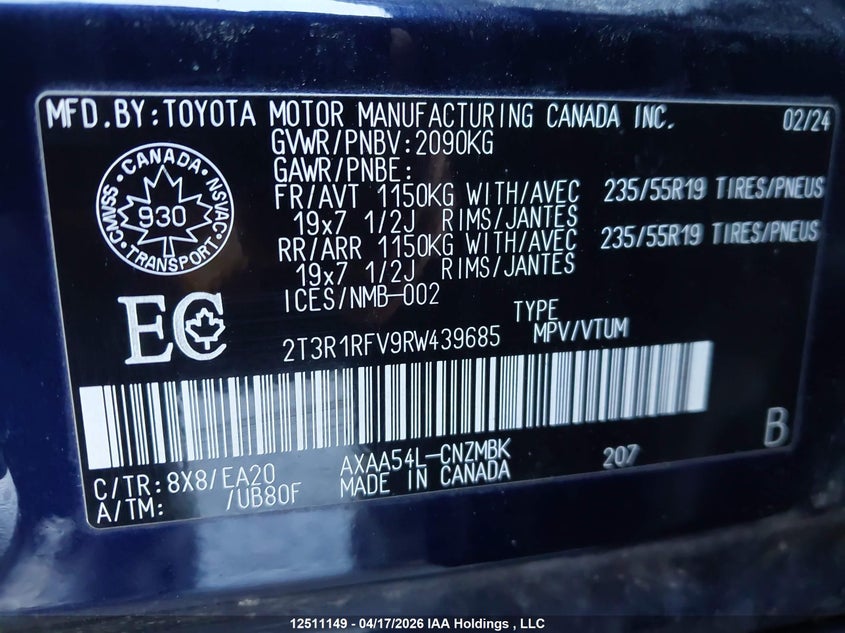 MFD.BY:TOYOTA MOTOR MANUFACTURING CANADA INC. 02/24
GVWR/PNBV:2090KG
GAWR/PNBE:
FR/AVT 1150KG WITH/AVEC 235/55R19 TIRES/PNEUS
19x7 1/2J RIMS/JANTES
RR/ARR 1150KG WITH/AVEC 235/55R19 TIRES/PNEUS
19x7 1/2J RIMS/JANTES
ICES/NMB-002
CANADA
CMVSS NSVAC
930
TRANSPORT
EC
TYPE
2T3R1RFV9RW439685 MPV/VTUM
B
C/TR:8X8/EA20 AXAA54L-CNZMBK 207
A/TM: /UB80F MADE IN CANADA
12511149 - 04/17/2026 IAA Holdings , LLC